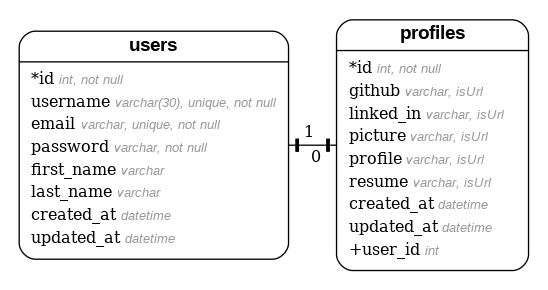 users
*id int, not null
username varchar(30), unique, not null
email varchar, unique, not null
password varchar, not null
first_name varchar
last_name varchar
created_at datetime
updated_at datetime
1
0
profiles
*id int, not null
github varchar, isUrl
linked_in varchar, isUrl
picture varchar, isUrl
profile varchar, isUrl
resume varchar, isUrl
created_at datetime
updated_at datetime
+user_id int